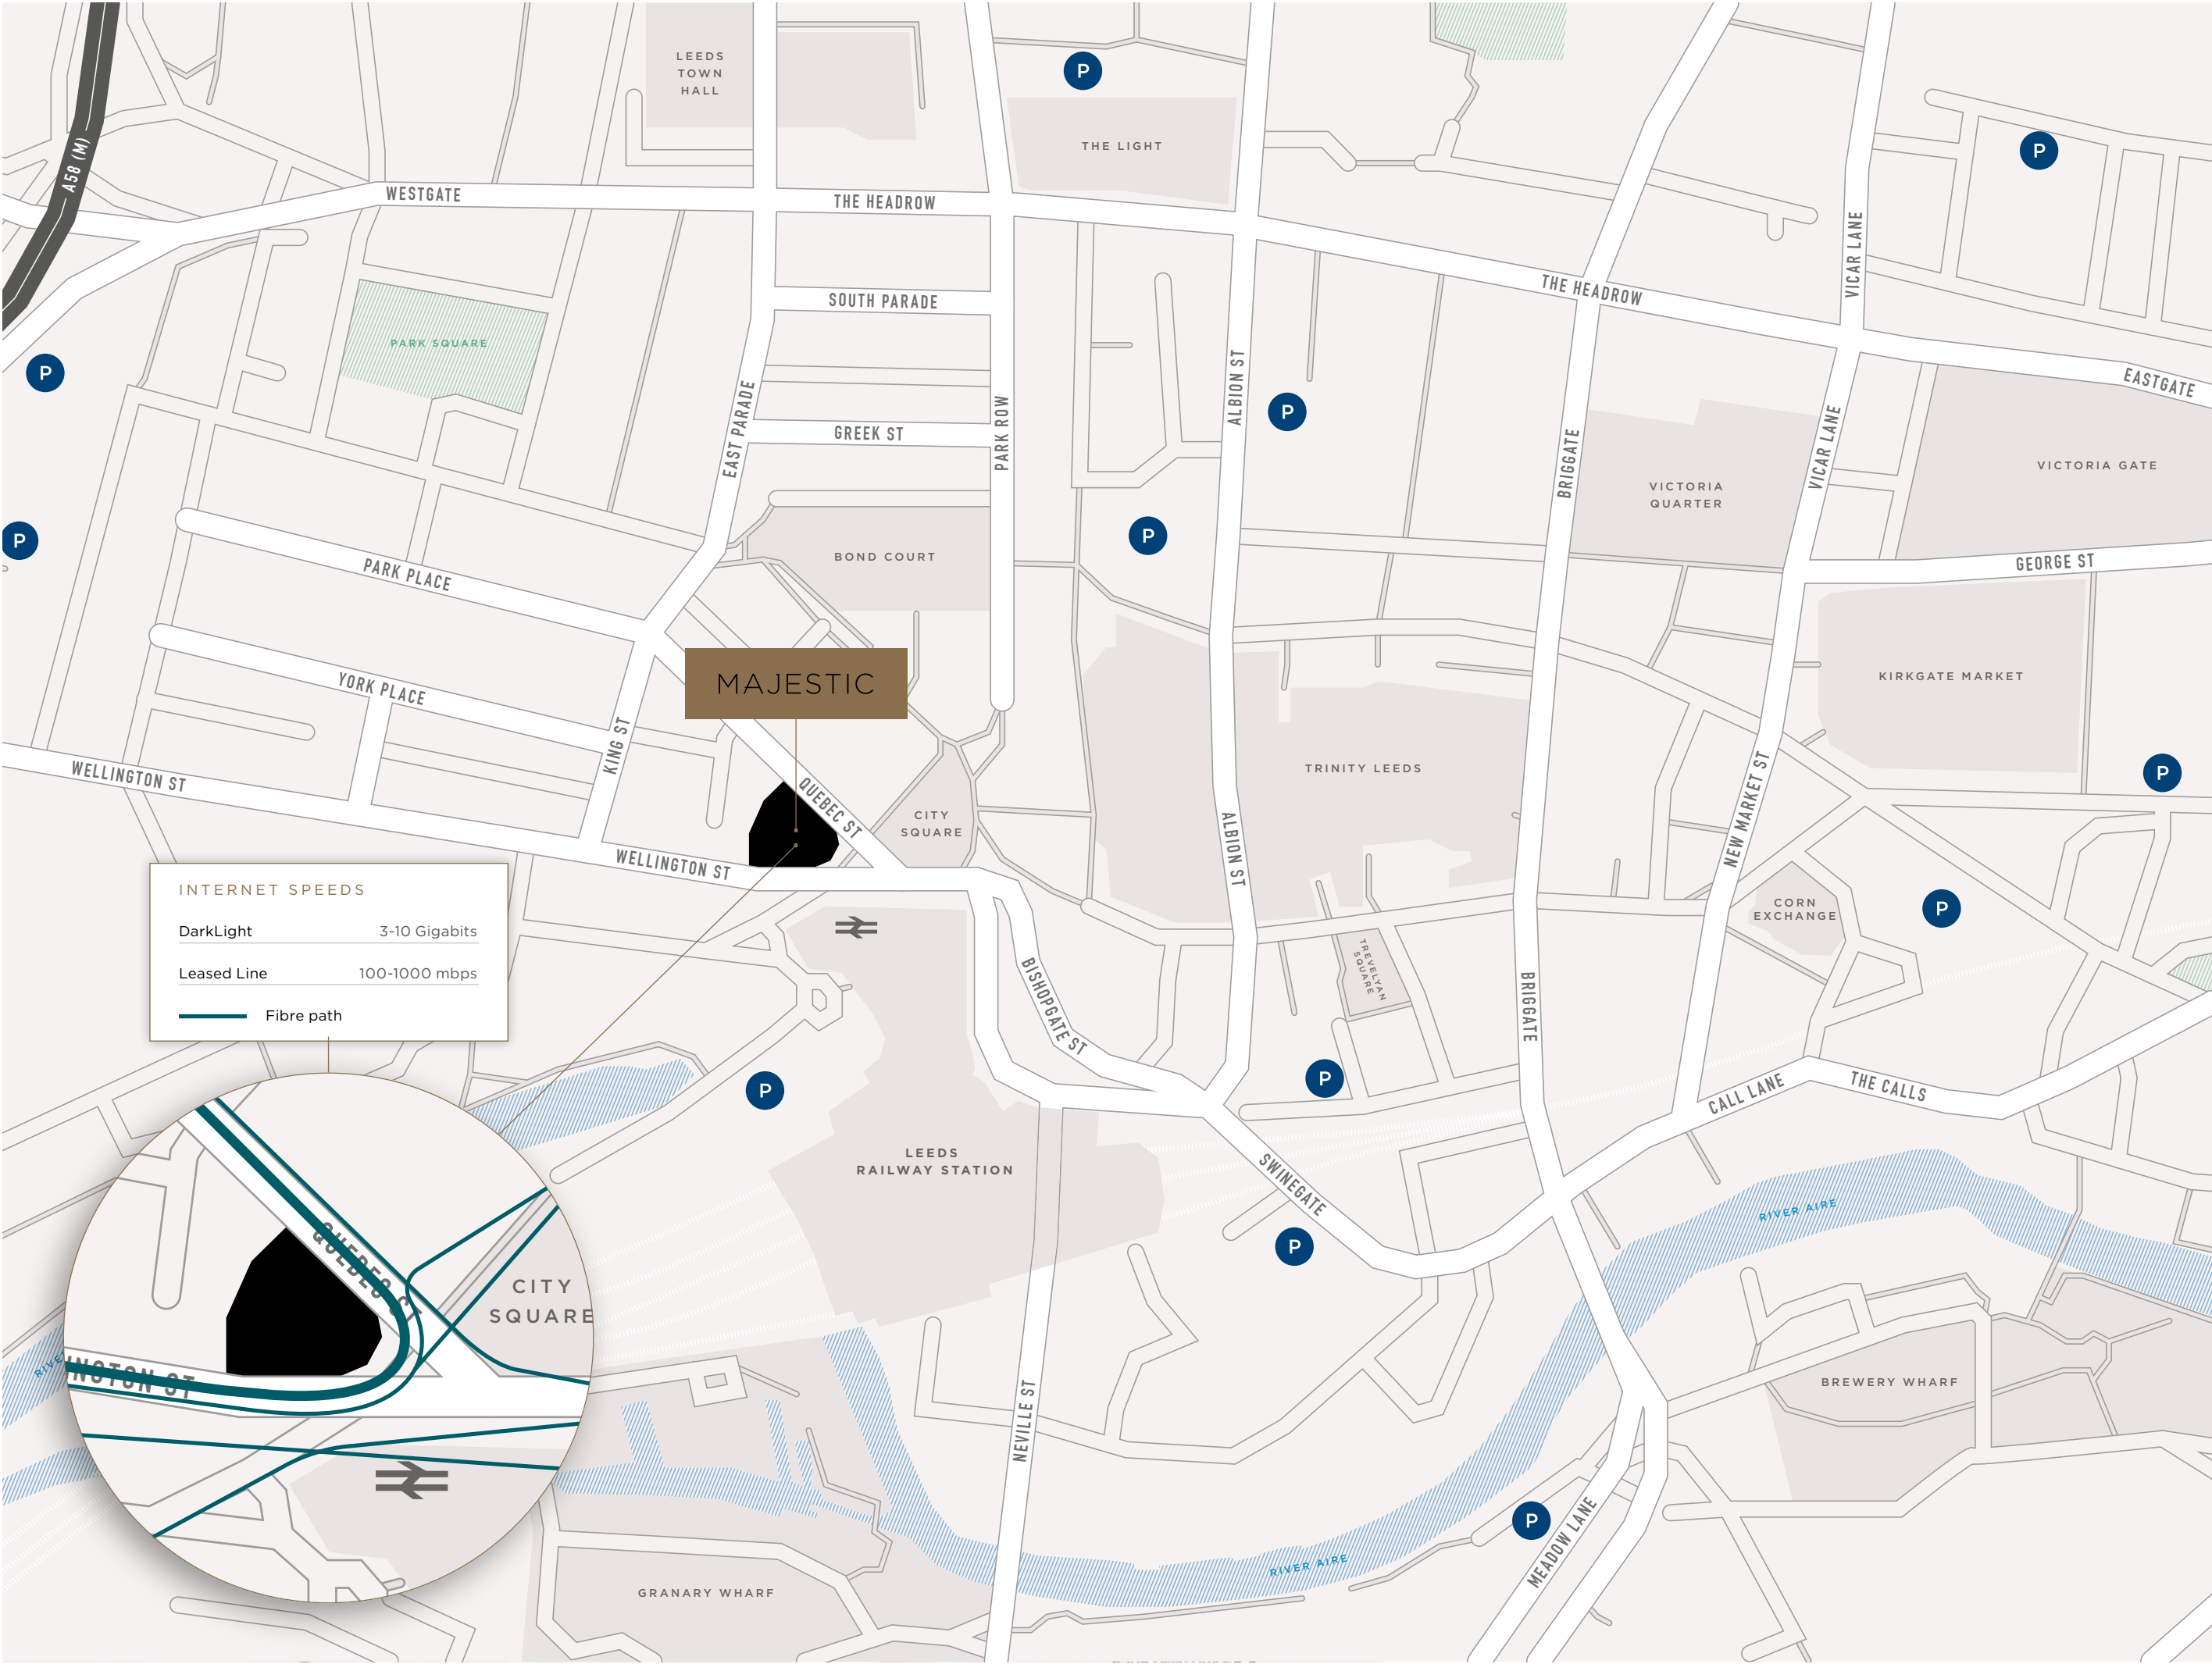 LEEDS
TOWN
HALL
P
THE LIGHT
P
A58 (M)
WESTGATE
THE HEADROW
VICAR LANE
THE HEADROW
SOUTH PARADE
PARK SQUARE
P
EASTGATE
ALBION ST
P
EAST PARADE
GREEK ST
PARK ROW
BRIGGATE
VICAR LANE
VICTORIA GATE
VICTORIA
QUARTER
P
P
BOND COURT
GEORGE ST
PARK PLACE
YORK PLACE
MAJESTIC
KIRKGATE MARKET
KING ST
TRINITY LEEDS
P
WELLINGTON ST
QUEBEC ST
CITY
SQUARE
NEW MARKET ST
ALBION ST
WELLINGTON ST
INTERNET SPEEDS
DarkLight 3-10 Gigabits
Leased Line 100-1000 mbps
Fibre path
CORN
EXCHANGE
P
TREVELYAN
SQUARE
BISHOPGATE ST
BRIGGATE
P
P
CALL LANE
THE CALLS
LEEDS
RAILWAY STATION
SWINEGATE
P
RIVER AIRE
QUEBEC ST
CITY
SQUARE
RIVE
INGTON ST
BREWERY WHARF
NEVILLE ST
P
MEADOW LANE
RIVER AIRE
GRANARY WHARF